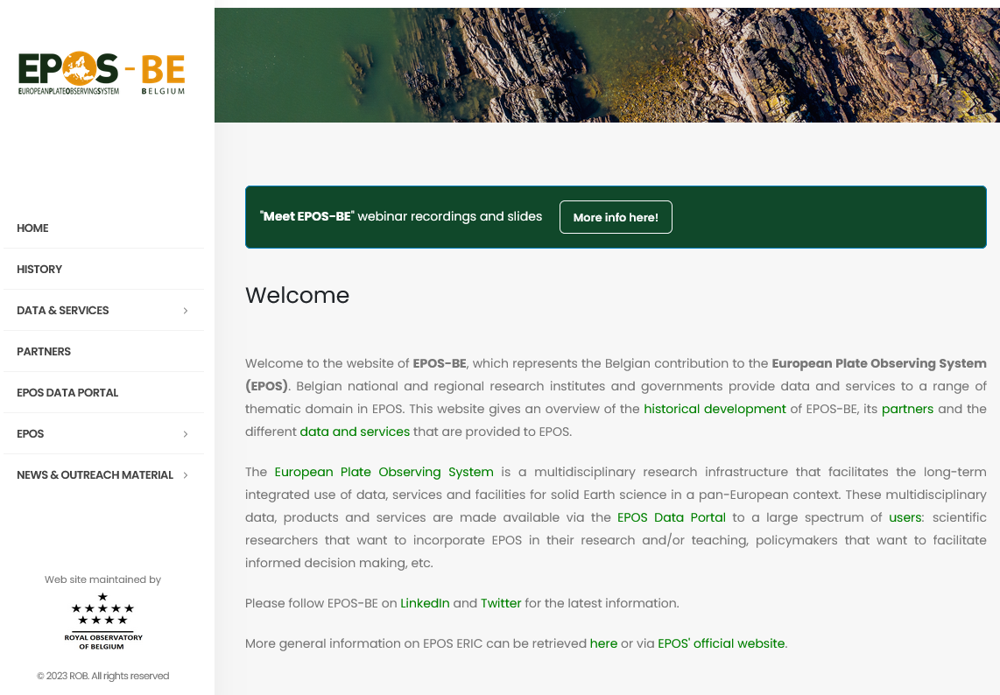 EPOS - BE
EUROPEANPLATEOBSERVINGSYSTEM BELGIUM
HOME
HISTORY
DATA & SERVICES
PARTNERS
EPOS DATA PORTAL
EPOS
NEWS & OUTREACH MATERIAL
Web site maintained by
ROYAL OBSERVATORY
OF BELGIUM
© 2023 ROB. All rights reserved
"Meet EPOS-BE" webinar recordings and slides More info here!
Welcome
Welcome to the website of EPOS-BE, which represents the Belgian contribution to the European Plate Observing System
(EPOS). Belgian national and regional research institutes and governments provide data and services to a range of
thematic domain in EPOS. This website gives an overview of the historical development of EPOS-BE, its partners and the
different data and services that are provided to EPOS.
The European Plate Observing System is a multidisciplinary research infrastructure that facilitates the long-term
integrated use of data, services and facilities for solid Earth science in a pan-European context. These multidisciplinary
data, products and services are made available via the EPOS Data Portal to a large spectrum of users: scientific
researchers that want to incorporate EPOS in their research and/or teaching, policymakers that want to facilitate
informed decision making, etc.
Please follow EPOS-BE on LinkedIn and Twitter for the latest information.
More general information on EPOS ERIC can be retrieved here or via EPOS' official website.